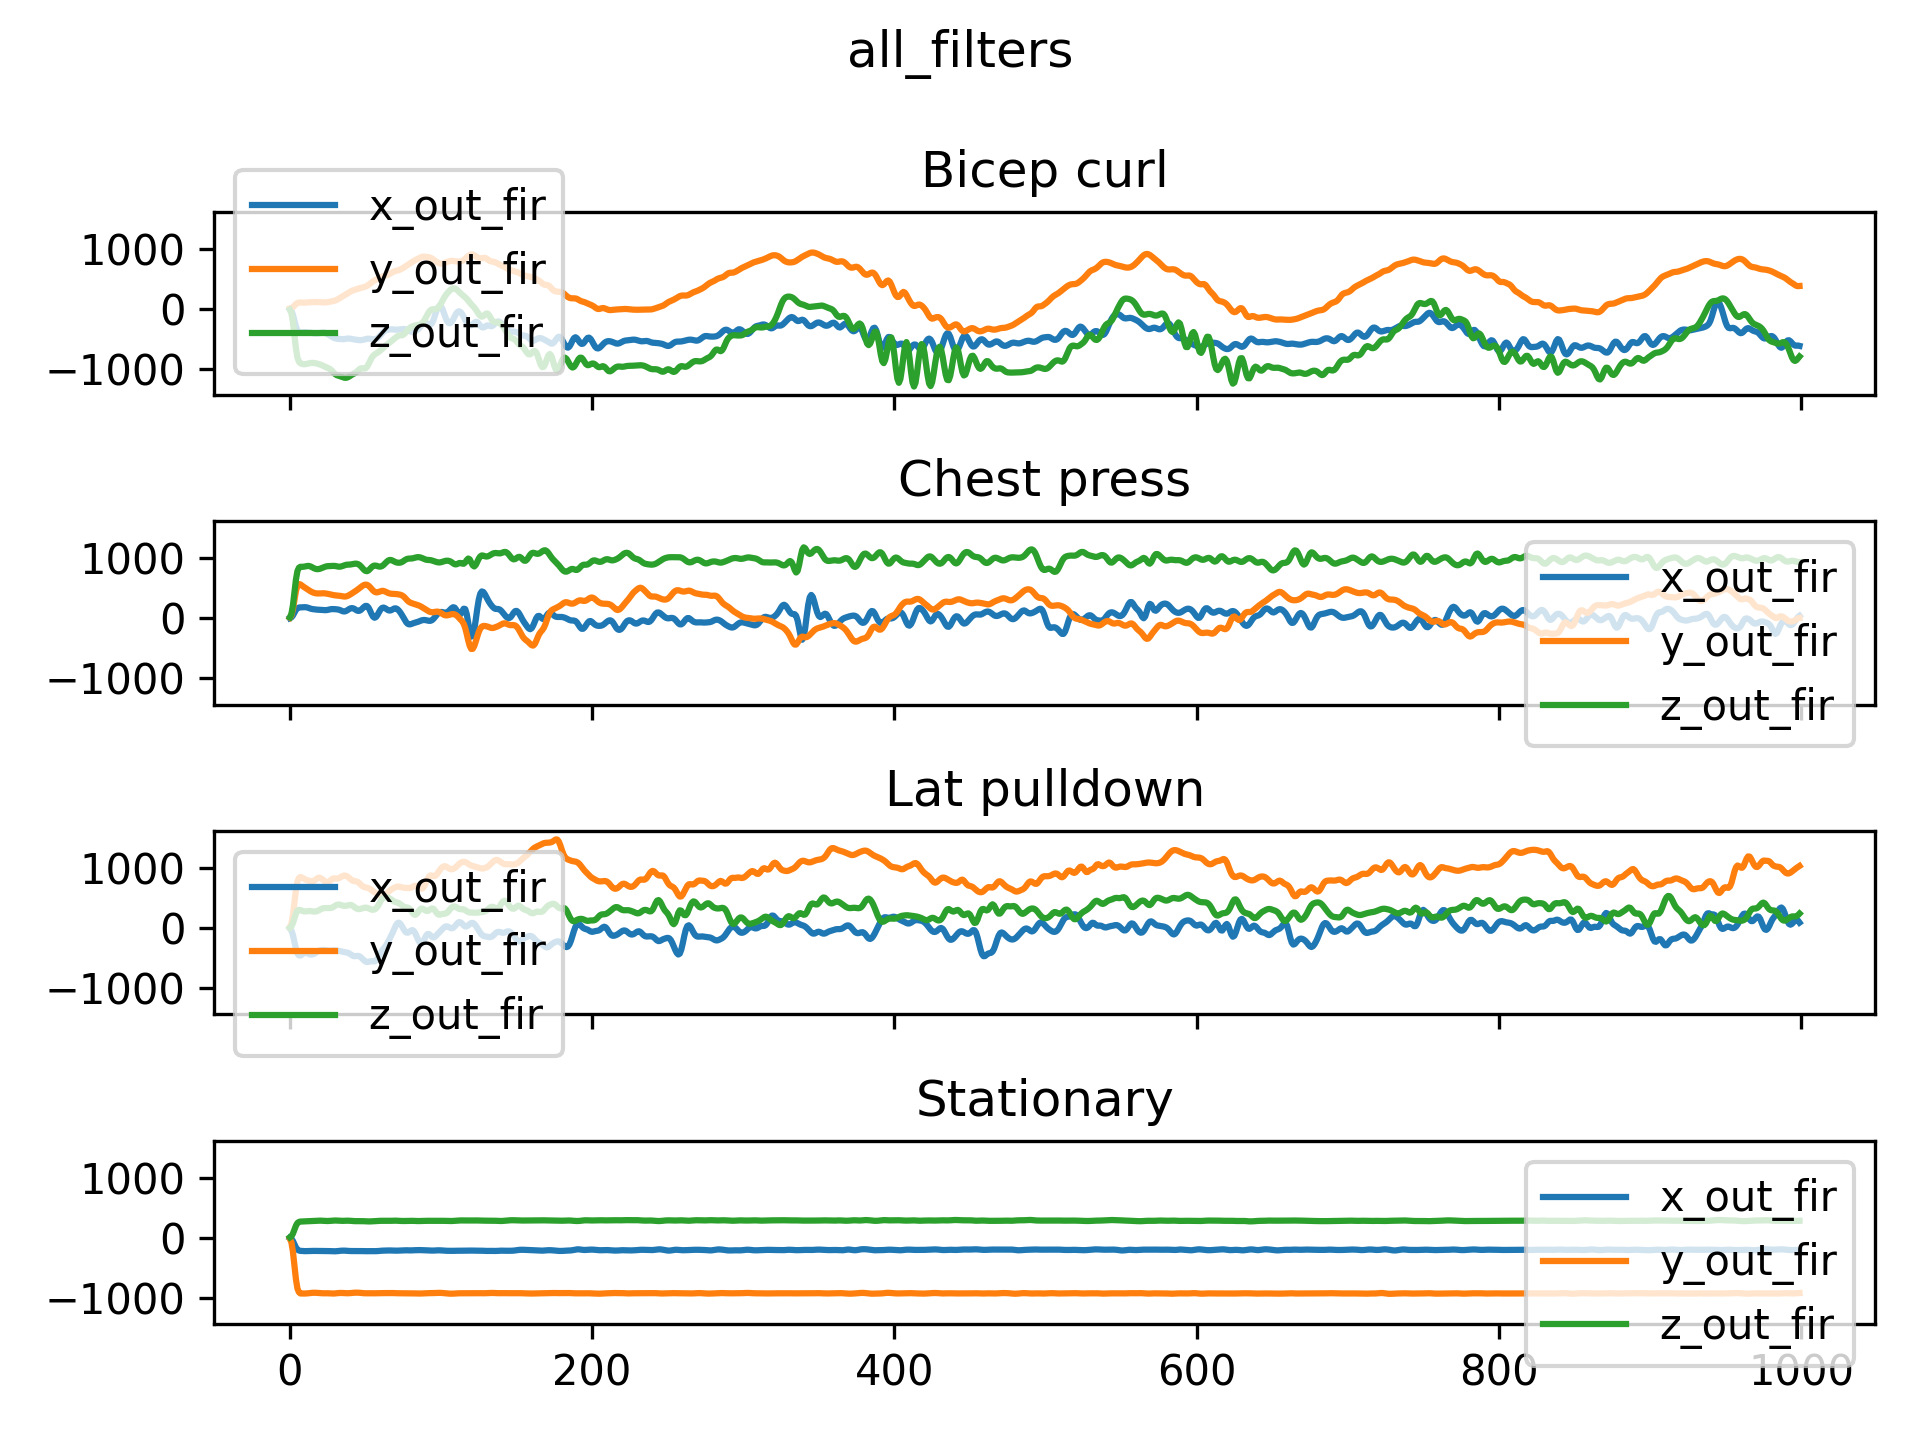 all_filters
Bicep curl
x_out_fir
y_out_fir
z_out_fir
1000
0
−1000
Chest press
x_out_fir
y_out_fir
z_out_fir
1000
0
−1000
Lat pulldown
x_out_fir
y_out_fir
z_out_fir
1000
0
−1000
Stationary
x_out_fir
y_out_fir
z_out_fir
1000
0
−1000
0 200 400 600 800 1000